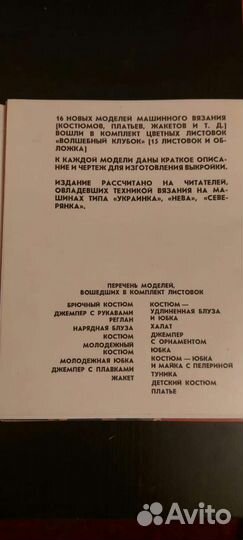 16 НОВЫХ МОДЕЛЕЙ МАШИННОГО ВЯЗАНИЯ
(КОСТЮМОВ, ПЛАТЬЕВ, ЖАКЕТОВ И Т. Д.)
ВОШЛИ В КОМПЛЕКТ ЦВЕТНЫХ ЛИСТОВОК
«ВОЛШЕБНЫЙ КЛУБОК» (15 ЛИСТОВОК И ОБ-
ЛОЖКА)
К КАЖДОЙ МОДЕЛИ ДАНЫ КРАТКОЕ ОПИСА-
НИЕ И ЧЕРТЕЖ ДЛЯ ИЗГОТОВЛЕНИЯ ВЫКРОЙКИ.
ИЗДАНИЕ РАССЧИТАНО НА ЧИТАТЕЛЕЙ,
ОВЛАДЕВШИХ ТЕХНИКОЙ ВЯЗАНИЯ НА МА-
ШИНАХ ТИПА «УКРАИНКА», «НЕВА», «СЕВЕ-
РЯНКА».
ПЕРЕЧЕНЬ МОДЕЛЕЙ,
ВОШЕДШИХ В КОМПЛЕКТ ЛИСТОВОК
БРЮЧНЫЙ КОСТЮМ
ДЖЕМПЕР С РУКАВАМИ
РЕГЛАН
НАРЯДНАЯ БЛУЗА
КОСТЮМ
МОЛОДЕЖНЫЙ
КОСТЮМ
МОЛОДЕЖНАЯ ЮБКА
ДЖЕМПЕР С ПЛАВКАМИ
ЖАКЕТ
КОСТЮМ —
УДЛИНЕННАЯ БЛУЗА
И ЮБКА
ХАЛАТ
ДЖЕМПЕР
С ОРНАМЕНТОМ
ЮБКА
КОСТЮМ — ЮБКА
И МАЙКА С ПЕЛЕРИНОЙ
ТУНИКА
ДЕТСКИЙ КОСТЮМ
ПЛАТЬЕ
Avito